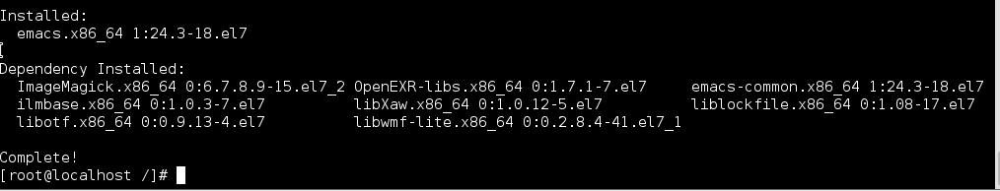 Installed:
emacs.x86_64 1:24.3-18.el7
Dependency Installed:
ImageMagick.x86_64 0:6.7.8.9-15.el7_2 OpenEXR-libs.x86_64 0:1.7.1-7.el7 emacs-common.x86_64 1:24.3-18.el7
ilmbase.x86_64 0:1.0.3-7.el7 libXaw.x86_64 0:1.0.12-5.el7 liblockfile.x86_64 0:1.08-17.el7
libotf.x86_64 0:0.9.13-4.el7 libwmf-lite.x86_64 0:0.2.8.4-41.el7_1
Complete!
[root@localhost /]#